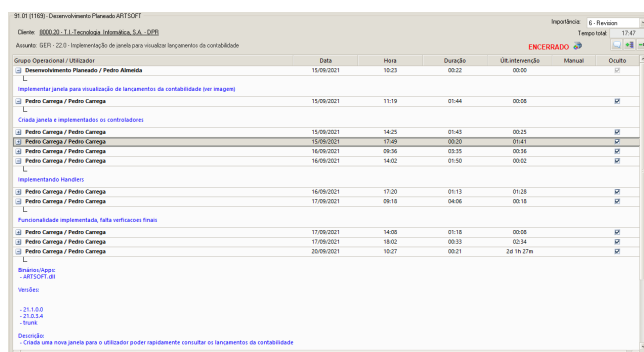 91.01 (1169) - Desenvolvimento Planeado ARTSOFT
Importância: 6 - Revision
Cliente: 0000.20 - T.I.-Tecnologia Informática, S.A. - DPR
Tempo total: 17:47
Assunto: GERI - 22.0 - Implementação de janela para visualizar lançamentos da contabilidade
ENCERRADO
Grupo Operacional / Utilizador Data Hora Duração Últ.intervenção Manual Oculto
Desenvolvimento Planeado / Pedro Almeida 15/09/2021 10:23 00:22 00:00
Implementar janela para visualização de lançamentos da contabilidade (ver imagem)
Pedro Carrega / Pedro Carrega 15/09/2021 11:19 01:44 00:08
Criada janela e implementados os controladores
Pedro Carrega / Pedro Carrega 15/09/2021 14:25 01:43 00:25
Pedro Carrega / Pedro Carrega 15/09/2021 17:49 00:20 01:41
Pedro Carrega / Pedro Carrega 16/09/2021 09:36 03:35 00:36
Pedro Carrega / Pedro Carrega 16/09/2021 14:02 01:50 00:02
Implementando Handlers
Pedro Carrega / Pedro Carrega 16/09/2021 17:20 01:13 01:28
Pedro Carrega / Pedro Carrega 17/09/2021 09:18 04:06 00:18
Funcionalidade implementada, falta verficacoes finais
Pedro Carrega / Pedro Carrega 17/09/2021 14:08 01:18 00:08
Pedro Carrega / Pedro Carrega 17/09/2021 18:02 00:33 02:34
Pedro Carrega / Pedro Carrega 20/09/2021 10:27 00:21 2d 1h 27m
Binários/Apps:
- ARTSOFT.dll
Versões:
- 21.1.0.0
- 21.0.3.4
- trunk
Descrição:
- Criada uma nova janela para o utilizador poder rapidamente consultar os lançamentos da contabilidade